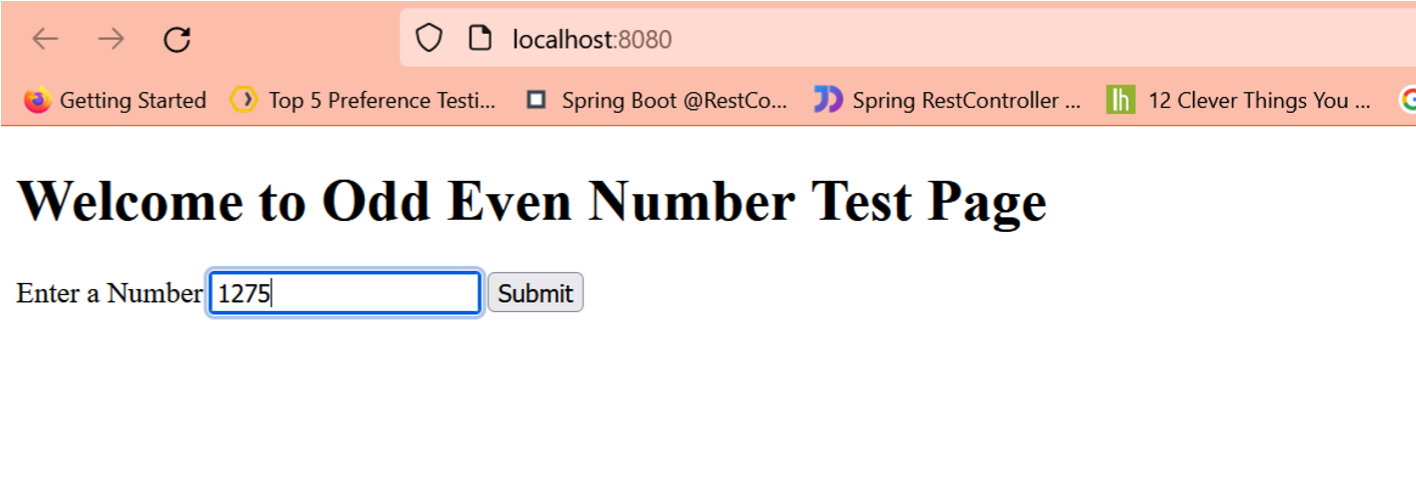 localhost:8080
Getting Started Top 5 Preference Testi... Spring Boot @RestCo... Spring RestController ... lh 12 Clever Things You ...
Welcome to Odd Even Number Test Page
Enter a Number 1275 Submit